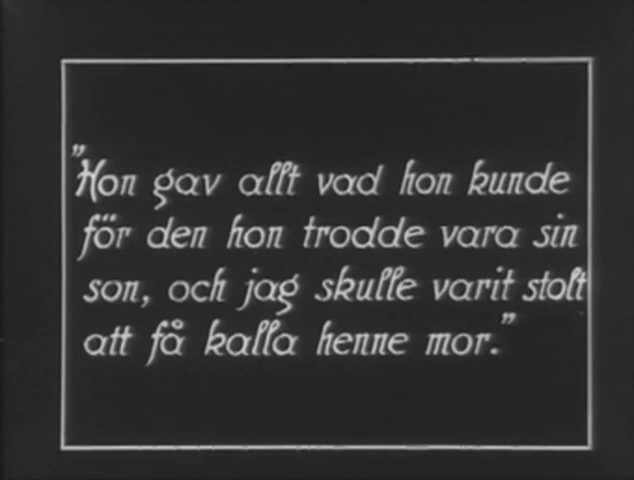 "Hon gav allt vad hon kunde
för den hon trodde vara sin
son, och jag skulle varit stolt
att få kalla henne mor."